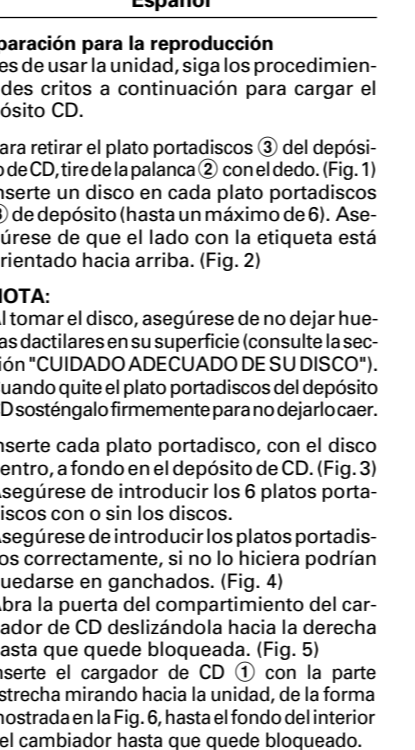 Español
paración para la reproducción
es de usar la unidad, siga los procedimien-
des critos a continuación para cargar el
ósito CD.
ara retirar el plato portadiscos ③ del depósi-
o de CD, tire de la palanca ② con el dedo. (Fig. 1)
nserte un disco en cada plato portadiscos
③ de depósito (hasta un máximo de 6). Ase-
úrese de que el lado con la etiqueta está
rientado hacia arriba. (Fig. 2)
NOTA:
Al tomar el disco, asegúrese de no dejar hue-
as dactilares en su superficie (consulte la sec-
ión "CUIDADO ADECUADO DE SU DISCO").
Cuando quite el plato portadiscos del depósito
CD sosténgalo firmemente para no dejarlo caer.
nserte cada plato portadisco, con el disco
entro, a fondo en el depósito de CD. (Fig. 3)
Asegúrese de introducir los 6 platos porta-
iscos con o sin los discos.
Asegúrese de introducir los platos portadis-
os correctamente, si no lo hiciera podrían
uedarse en ganchados. (Fig. 4)
Abra la puerta del compartimiento del car-
ador de CD deslizándola hacia la derecha
asta que quede bloqueada. (Fig. 5)
nserte el cargador de CD ① con la parte
strecha mirando hacia la unidad, de la forma
mostrada en la Fig. 6, hasta el fondo del interior
el cambiador hasta que quede bloqueado.